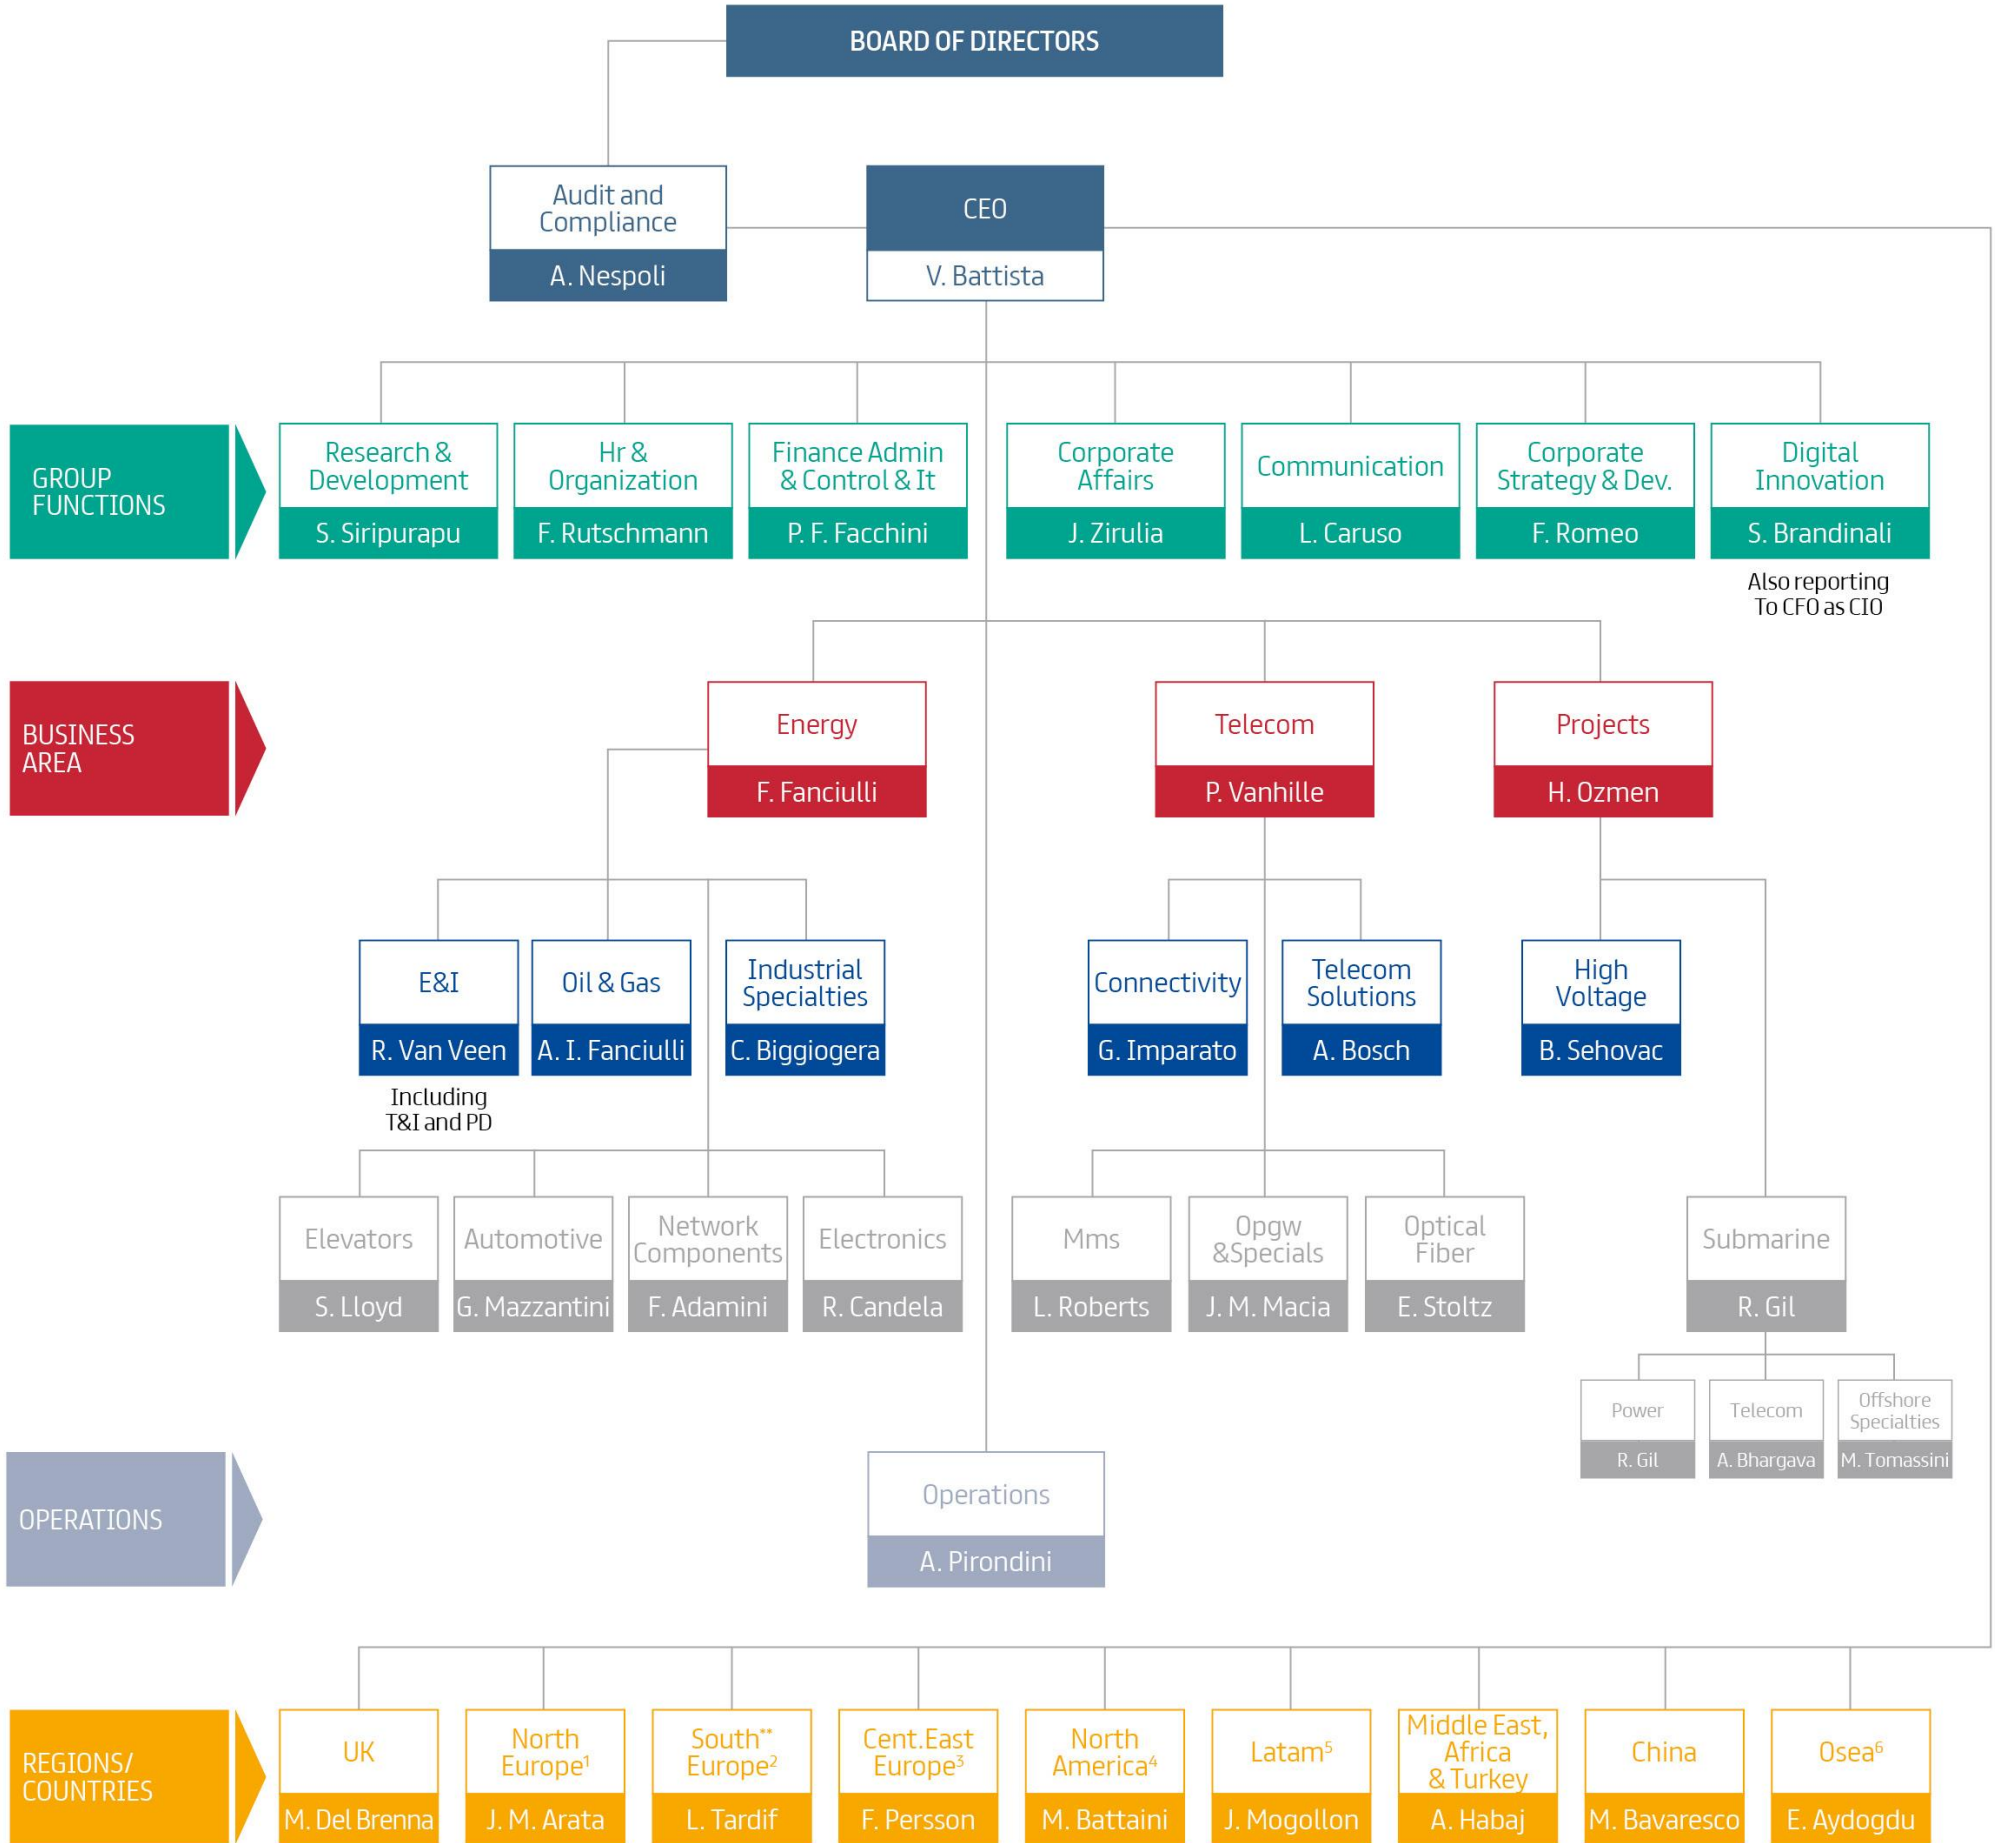 BOARD OF DIRECTORS
Audit and
Compliance
A. Nespoli
CEO
V. Battista
GROUP
FUNCTIONS
Research &
Development
S. Siripurapu
Hr &
Organization
F. Rutschmann
Finance Admin
& Control & It
P. F. Facchini
Corporate
Affairs
J. Zirulia
Communication
L. Caruso
Corporate
Strategy & Dev.
F. Romeo
Digital
Innovation
S. Brandinali
Also reporting
To CFO as CIO
BUSINESS
AREA
Energy
F. Fanciulli
Telecom
P. Vanhille
Projects
H. Ozmen
E&I
R. Van Veen
Including
T&I and PD
Oil & Gas
A. I. Fanciulli
Industrial
Specialties
C. Biggiogera
Connectivity
G. Imparato
Telecom
Solutions
A. Bosch
High
Voltage
B. Sehovac
Elevators
S. Lloyd
Automotive
G. Mazzantini
Network
Components
F. Adamini
Electronics
R. Candela
Mms
L. Roberts
Opgw
&Specials
J. M. Macia
Optical
Fiber
E. Stoltz
Submarine
R. Gil
Power
R. Gil
Telecom
A. Bhargava
Offshore
Specialties
M. Tomassini
OPERATIONS
Operations
A. Pirondini
REGIONS/
COUNTRIES
UK
M. Del Brenna
North
Europe¹
J. M. Arata
South**
Europe²
L. Tardif
Cent.East
Europe³
F. Persson
North
America⁴
M. Battaini
Latam⁵
J. Mogollon
Middle East,
Africa
& Turkey
A. Habaj
China
M. Bavaresco
Osea⁶
E. Aydogdu